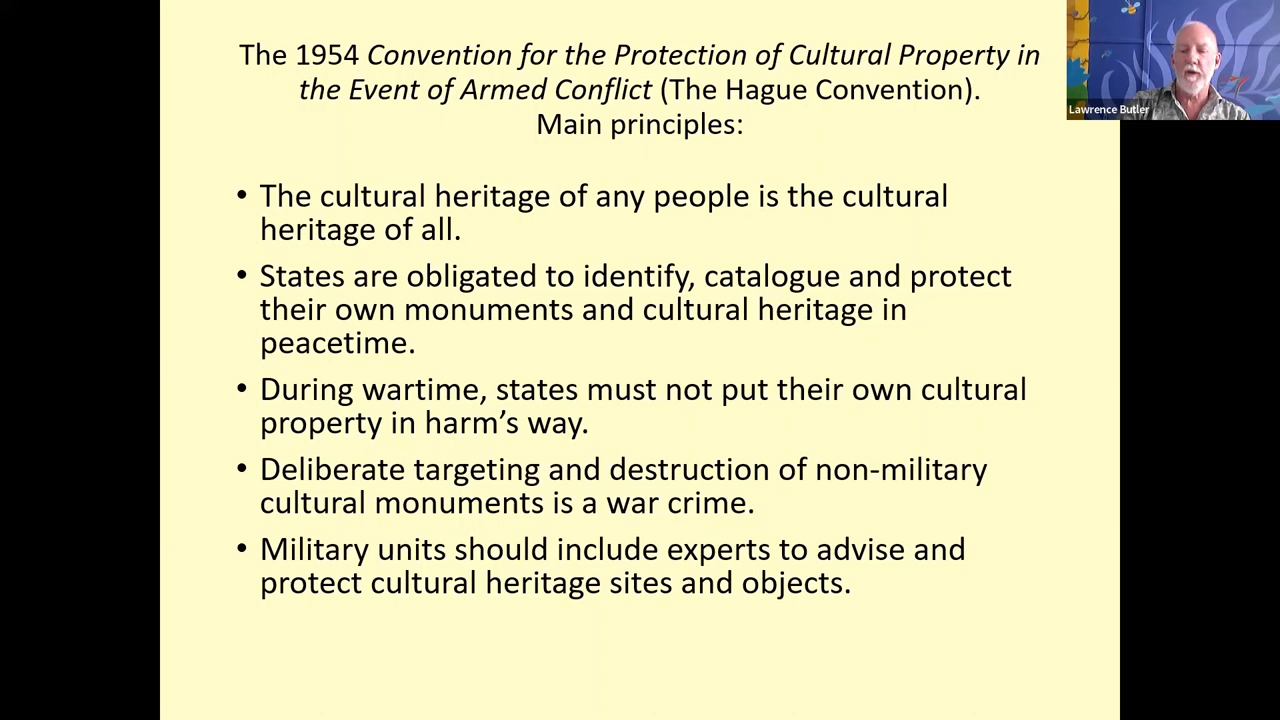 The 1954 Convention for the Protection of Cultural Property in
the Event of Armed Conflict (The Hague Convention).
Main principles:
• The cultural heritage of any people is the cultural
heritage of all.
• States are obligated to identify, catalogue and protect
their own monuments and cultural heritage in
peacetime.
• During wartime, states must not put their own cultural
property in harm’s way.
• Deliberate targeting and destruction of non-military
cultural monuments is a war crime.
• Military units should include experts to advise and
protect cultural heritage sites and objects.
Lawrence Butler